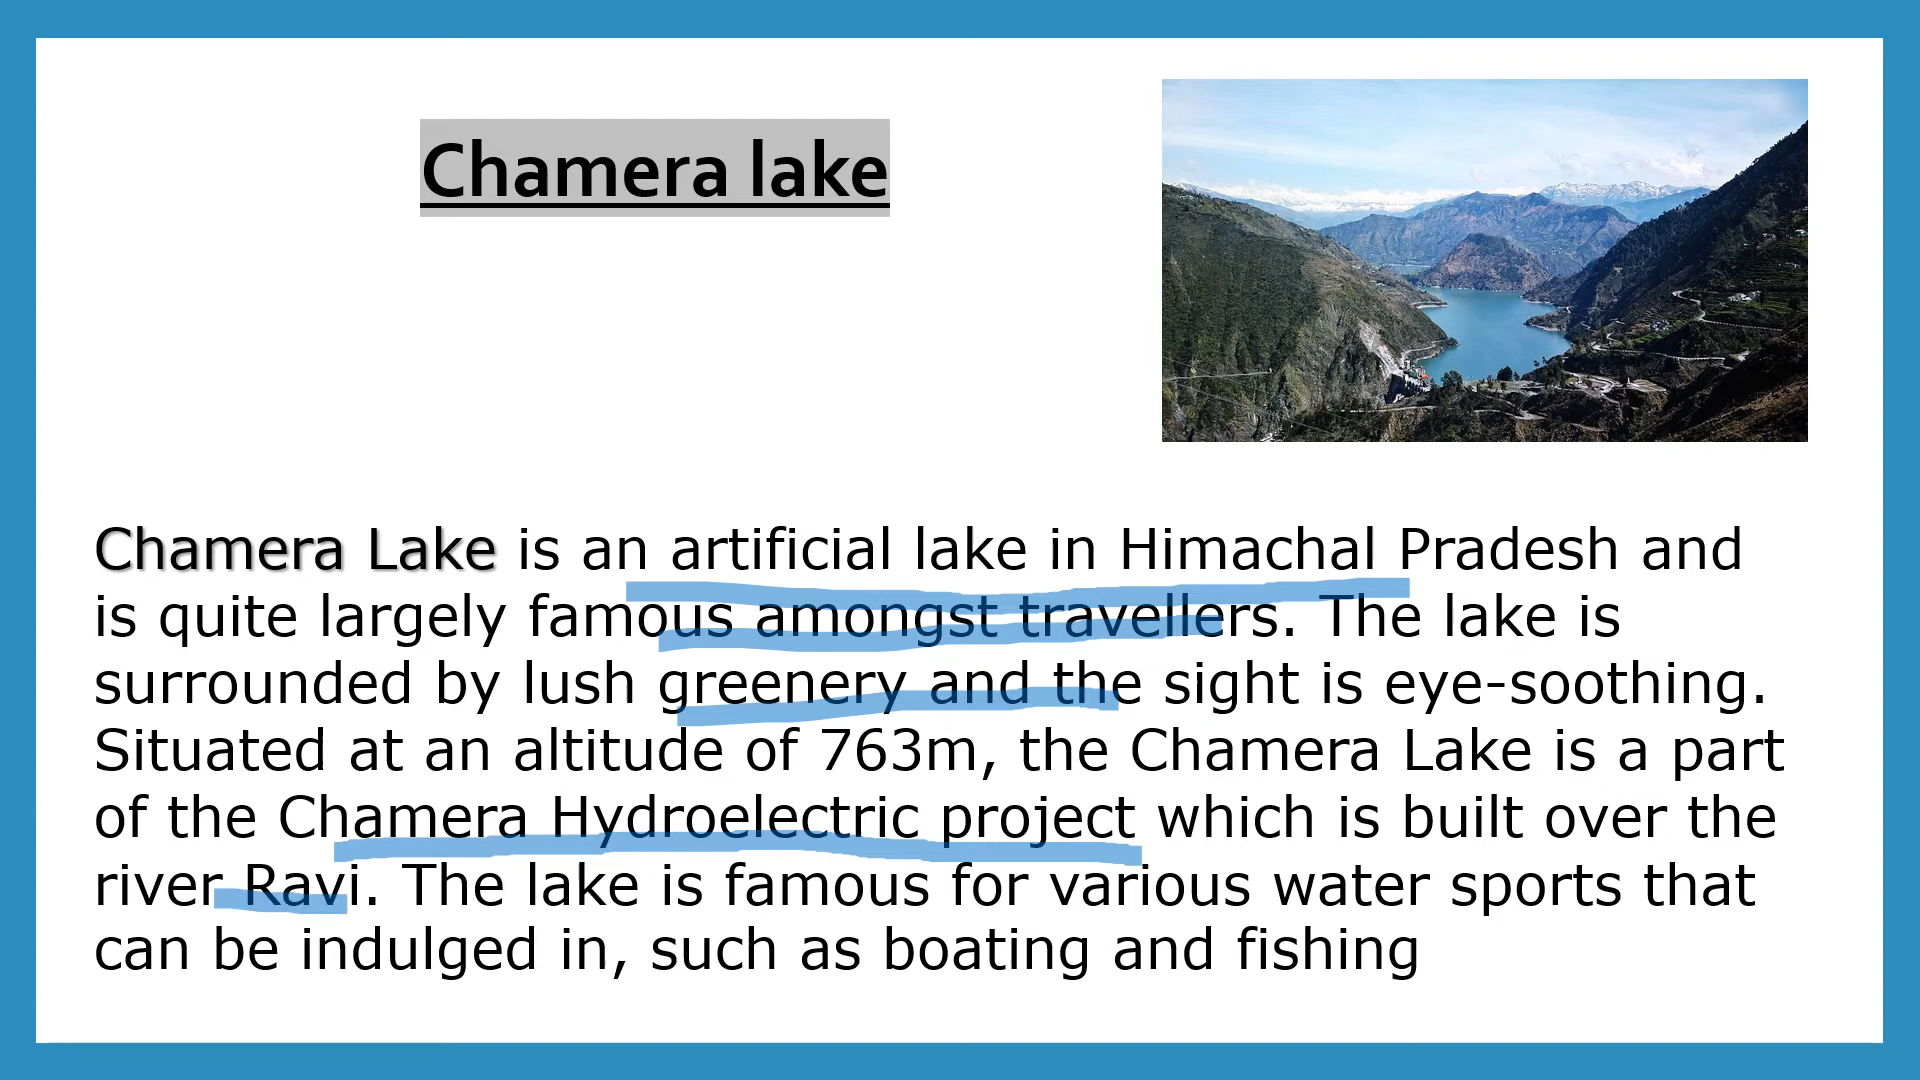 Chamera lake
Chamera Lake is an artificial lake in Himachal Pradesh and
is quite largely famous amongst travellers. The lake is
surrounded by lush greenery and the sight is eye-soothing.
Situated at an altitude of 763m, the Chamera Lake is a part
of the Chamera Hydroelectric project which is built over the
river Ravi. The lake is famous for various water sports that
can be indulged in, such as boating and fishing